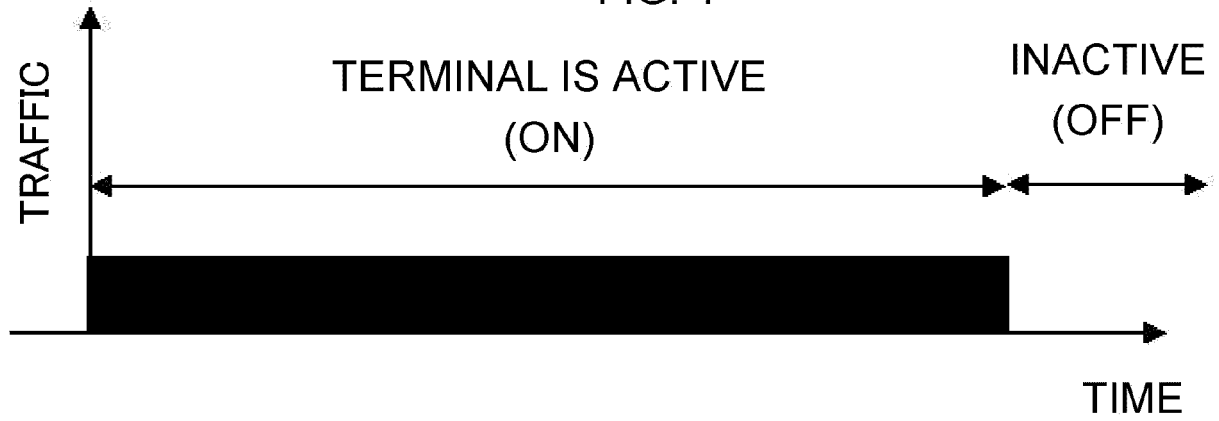 TERMINAL IS ACTIVE
(ON)
INACTIVE
(OFF)
TRAFFIC
TIME